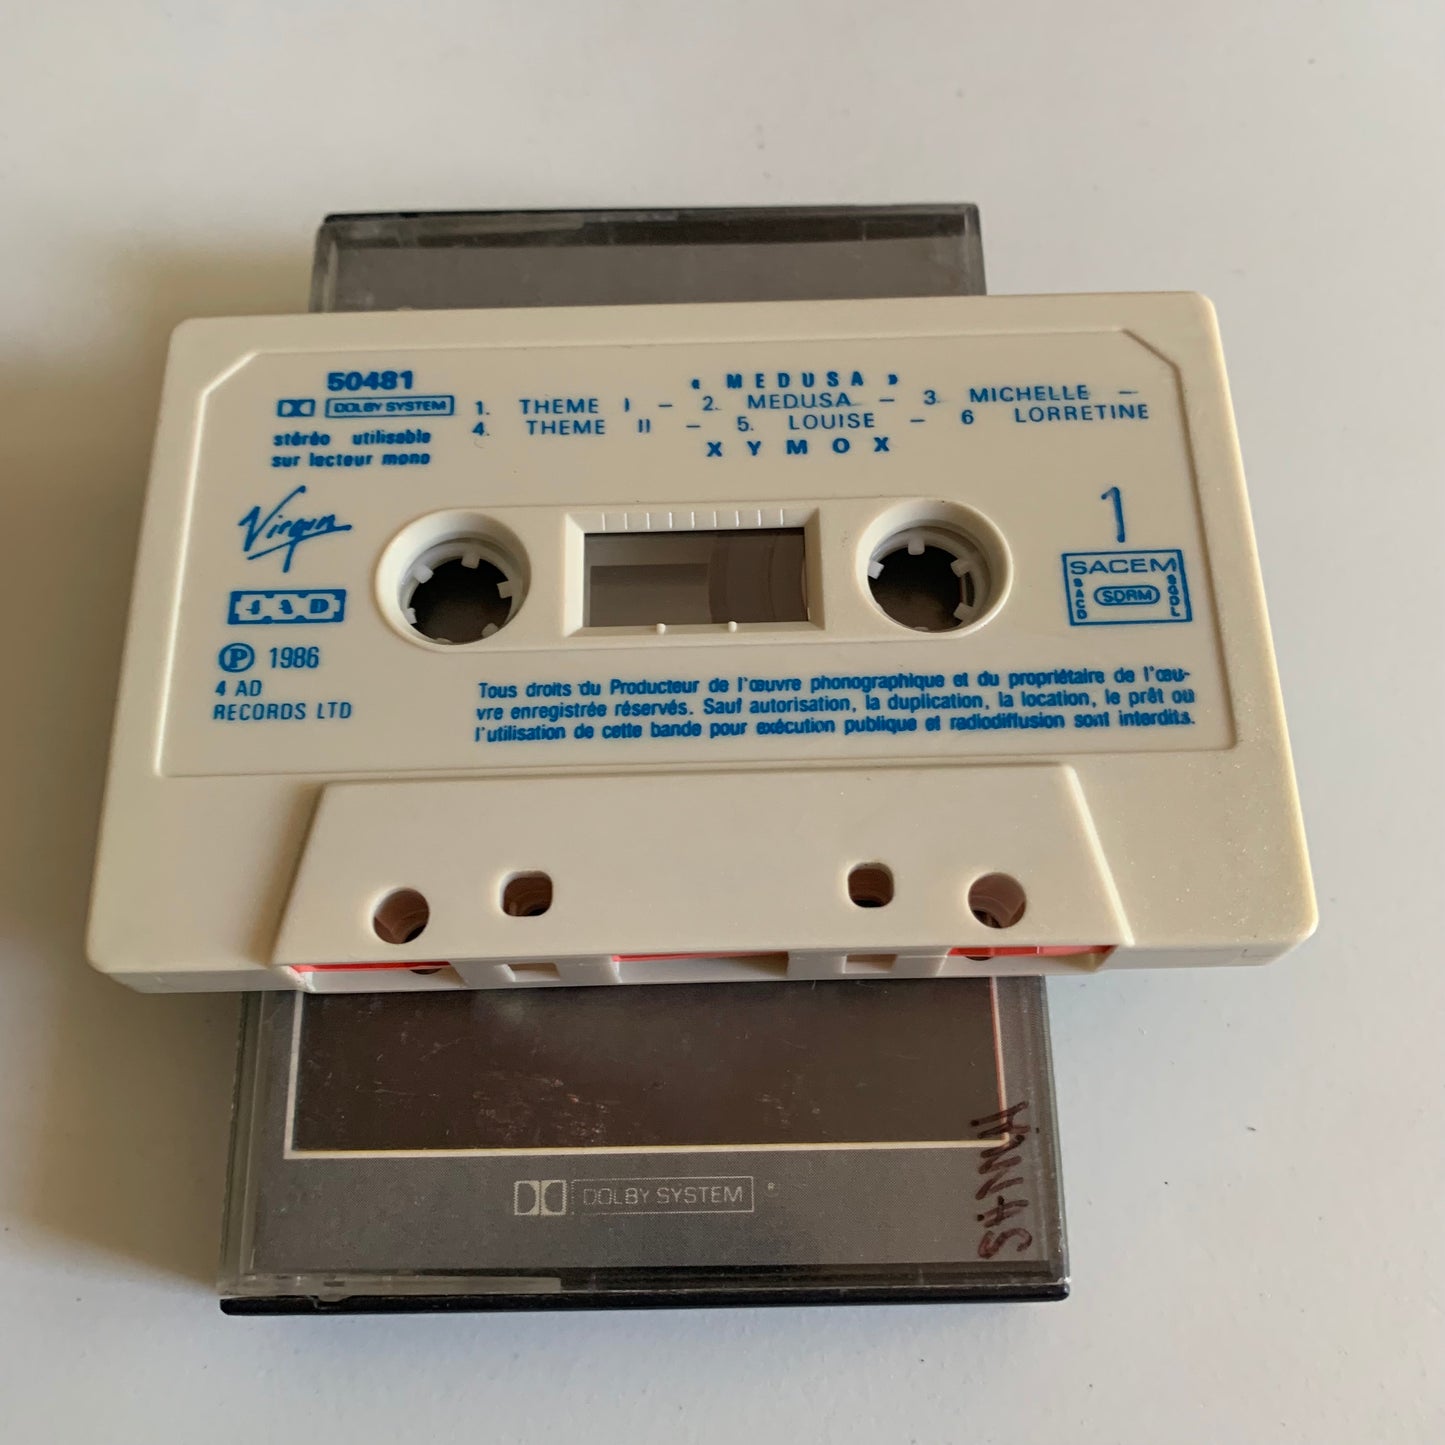 50481
DOLBY SYSTEM
stéréo utilisable
sur lecteur mono
« MEDUSA »
1. THEME I – 2. MEDUSA – 3. MICHELLE –
4. THEME II – 5. LOUISE – 6 LORRETINE
XYMOX
Virgin
4AD
℗ 1986
4 AD
RECORDS LTD
1
SACEM
SACD SDRM SGDL
Tous droits du Producteur de l'œuvre phonographique et du propriétaire de l'œu-
vre enregistrée réservés. Sauf autorisation, la duplication, la location, le prêt ou
l'utilisation de cette bande pour exécution publique et radiodiffusion sont interdits.
DOLBY SYSTEM ®